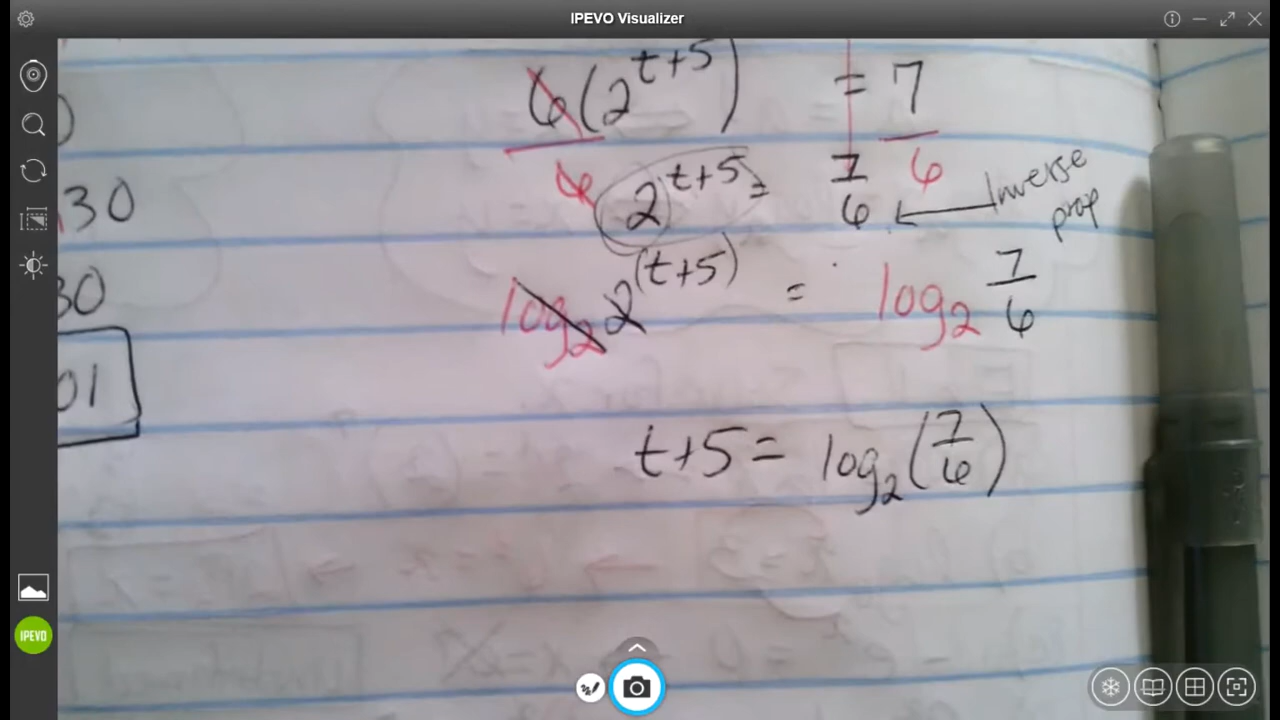 IPEVO Visualizer
6(2^(t+5)) = 7
6 6
2^(t+5) = 7/6 ← Inverse prop
log₂ 2^((t+5)) = log₂ 7/6
t+5 = log₂(7/6)
30
30
01
IPEVO